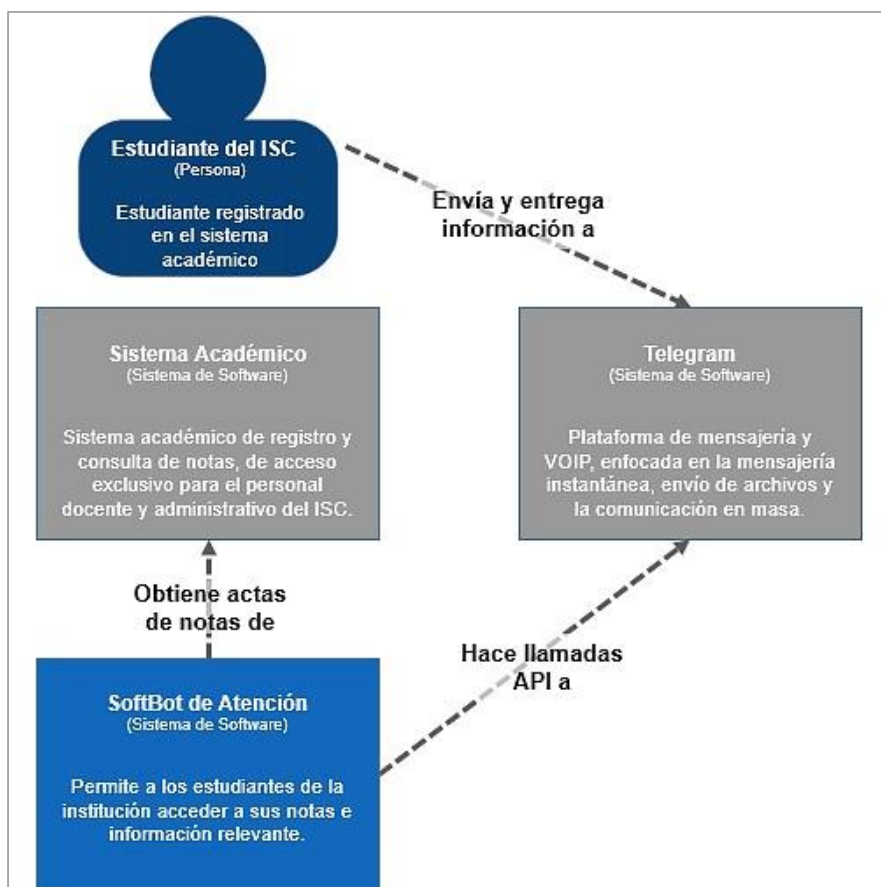 Estudiante del ISC
(Persona)
Estudiante registrado
en el sistema
académico
Envía y entrega
información a
Sistema Académico
(Sistema de Software)
Sistema académico de registro y
consulta de notas, de acceso
exclusivo para el personal
docente y administrativo del ISC.
Telegram
(Sistema de Software)
Plataforma de mensajería y
VOIP, enfocada en la mensajería
instantánea, envío de archivos y
la comunicación en masa.
Obtiene actas
de notas de
Hace llamadas
API a
SoftBot de Atención
(Sistema de Software)
Permite a los estudiantes de la
institución acceder a sus notas e
información relevante.